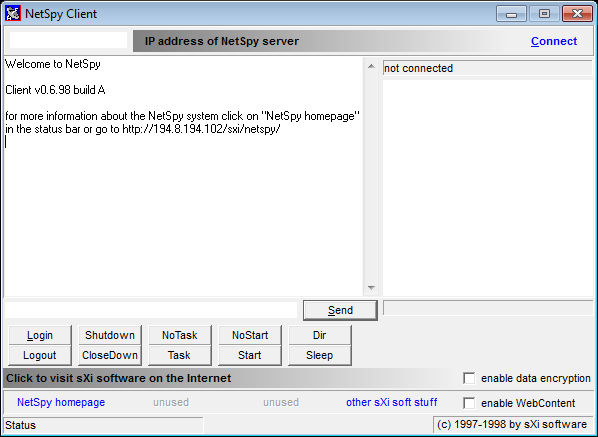 NetSpy Client
IP address of NetSpy server
Connect
Welcome to NetSpy
Client v0.6.98 build A
for more information about the NetSpy system click on "NetSpy homepage"
in the status bar or go to http://194.8.194.102/sxi/netspy/
not connected
Send
Login Shutdown NoTask NoStart Dir
Logout CloseDown Task Start Sleep
Click to visit sXi software on the Internet
enable data encryption
NetSpy homepage unused unused other sXi soft stuff
enable WebContent
Status
(c) 1997-1998 by sXi software